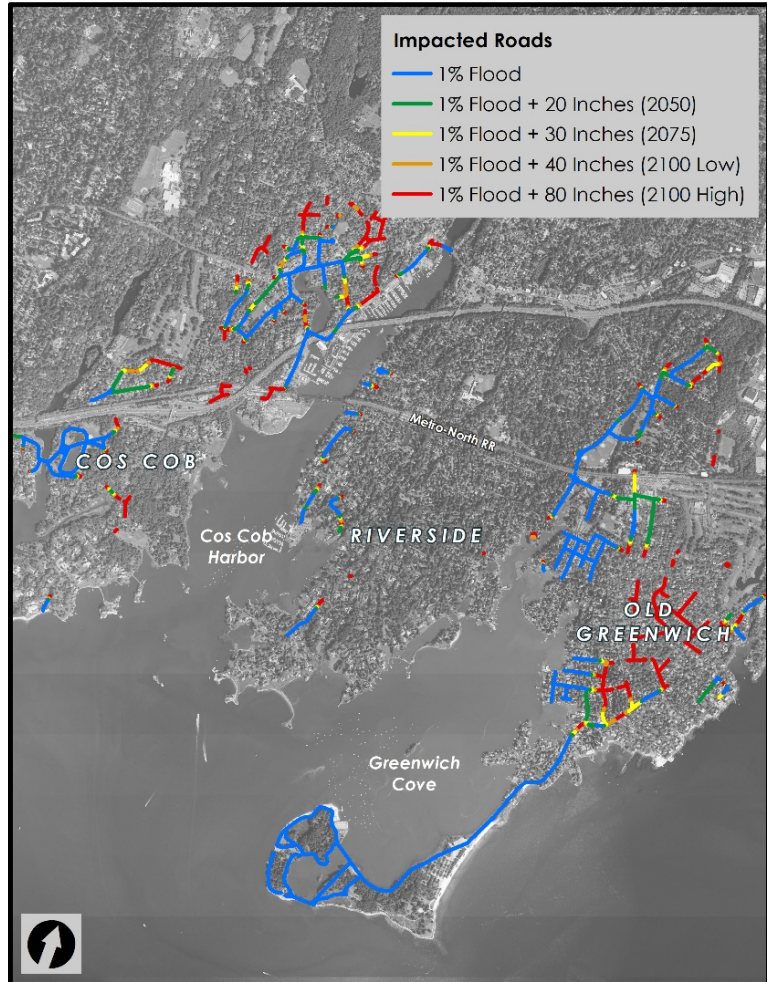 Impacted Roads
1% Flood
1% Flood + 20 Inches (2050)
1% Flood + 30 Inches (2075)
1% Flood + 40 Inches (2100 Low)
1% Flood + 80 Inches (2100 High)
Metro-North RR
COS COB
Cos Cob
Harbor
RIVERSIDE
OLD
GREENWICH
Greenwich
Cove